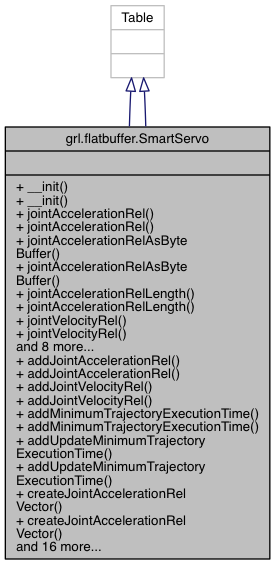 Table
grl.flatbuffer.SmartServo
+ __init()
+ __init()
+ jointAccelerationRel()
+ jointAccelerationRel()
+ jointAccelerationRelAsByte
Buffer()
+ jointAccelerationRelAsByte
Buffer()
+ jointAccelerationRelLength()
+ jointAccelerationRelLength()
+ jointVelocityRel()
+ jointVelocityRel()
and 8 more...
+ addJointAccelerationRel()
+ addJointAccelerationRel()
+ addJointVelocityRel()
+ addJointVelocityRel()
+ addMinimumTrajectoryExecutionTime()
+ addMinimumTrajectoryExecutionTime()
+ addUpdateMinimumTrajectory
ExecutionTime()
+ addUpdateMinimumTrajectory
ExecutionTime()
+ createJointAccelerationRel
Vector()
+ createJointAccelerationRel
Vector()
and 16 more...